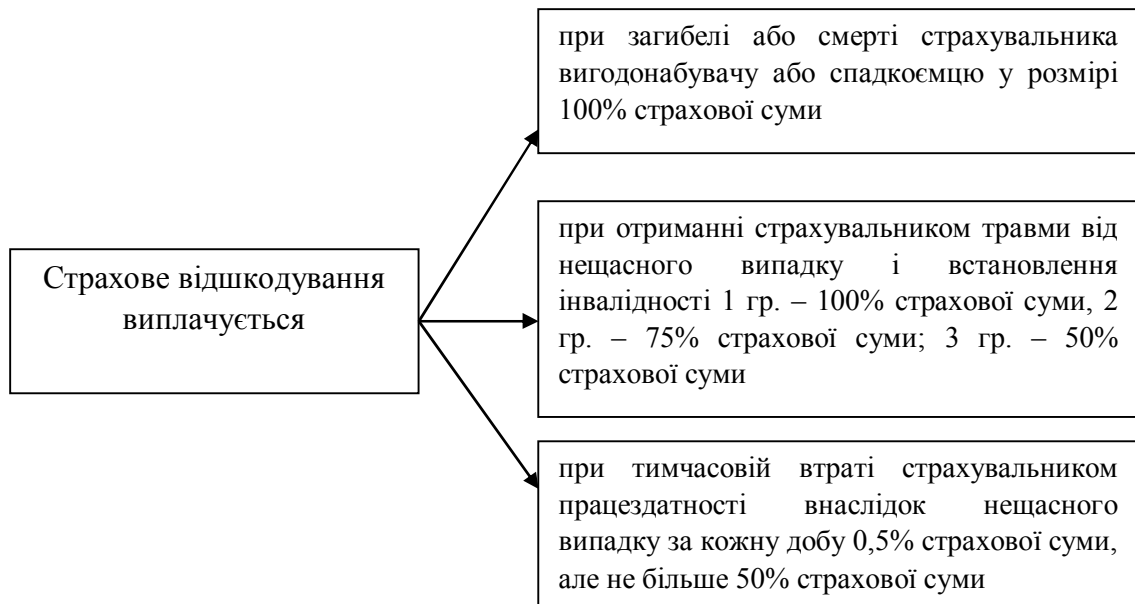 при загибелі або смерті страхувальника
вигодонабувачу або спадкоємцю у розмірі
100% страхової суми
Страхове відшкодування
виплачується
при отриманні страхувальником травми від
нещасного випадку і встановлення
інвалідності 1 гр. – 100% страхової суми, 2
гр. – 75% страхової суми; 3 гр. – 50%
страхової суми
при тимчасовій втраті страхувальником
працездатності внаслідок нещасного
випадку за кожну добу 0,5% страхової суми,
але не більше 50% страхової суми